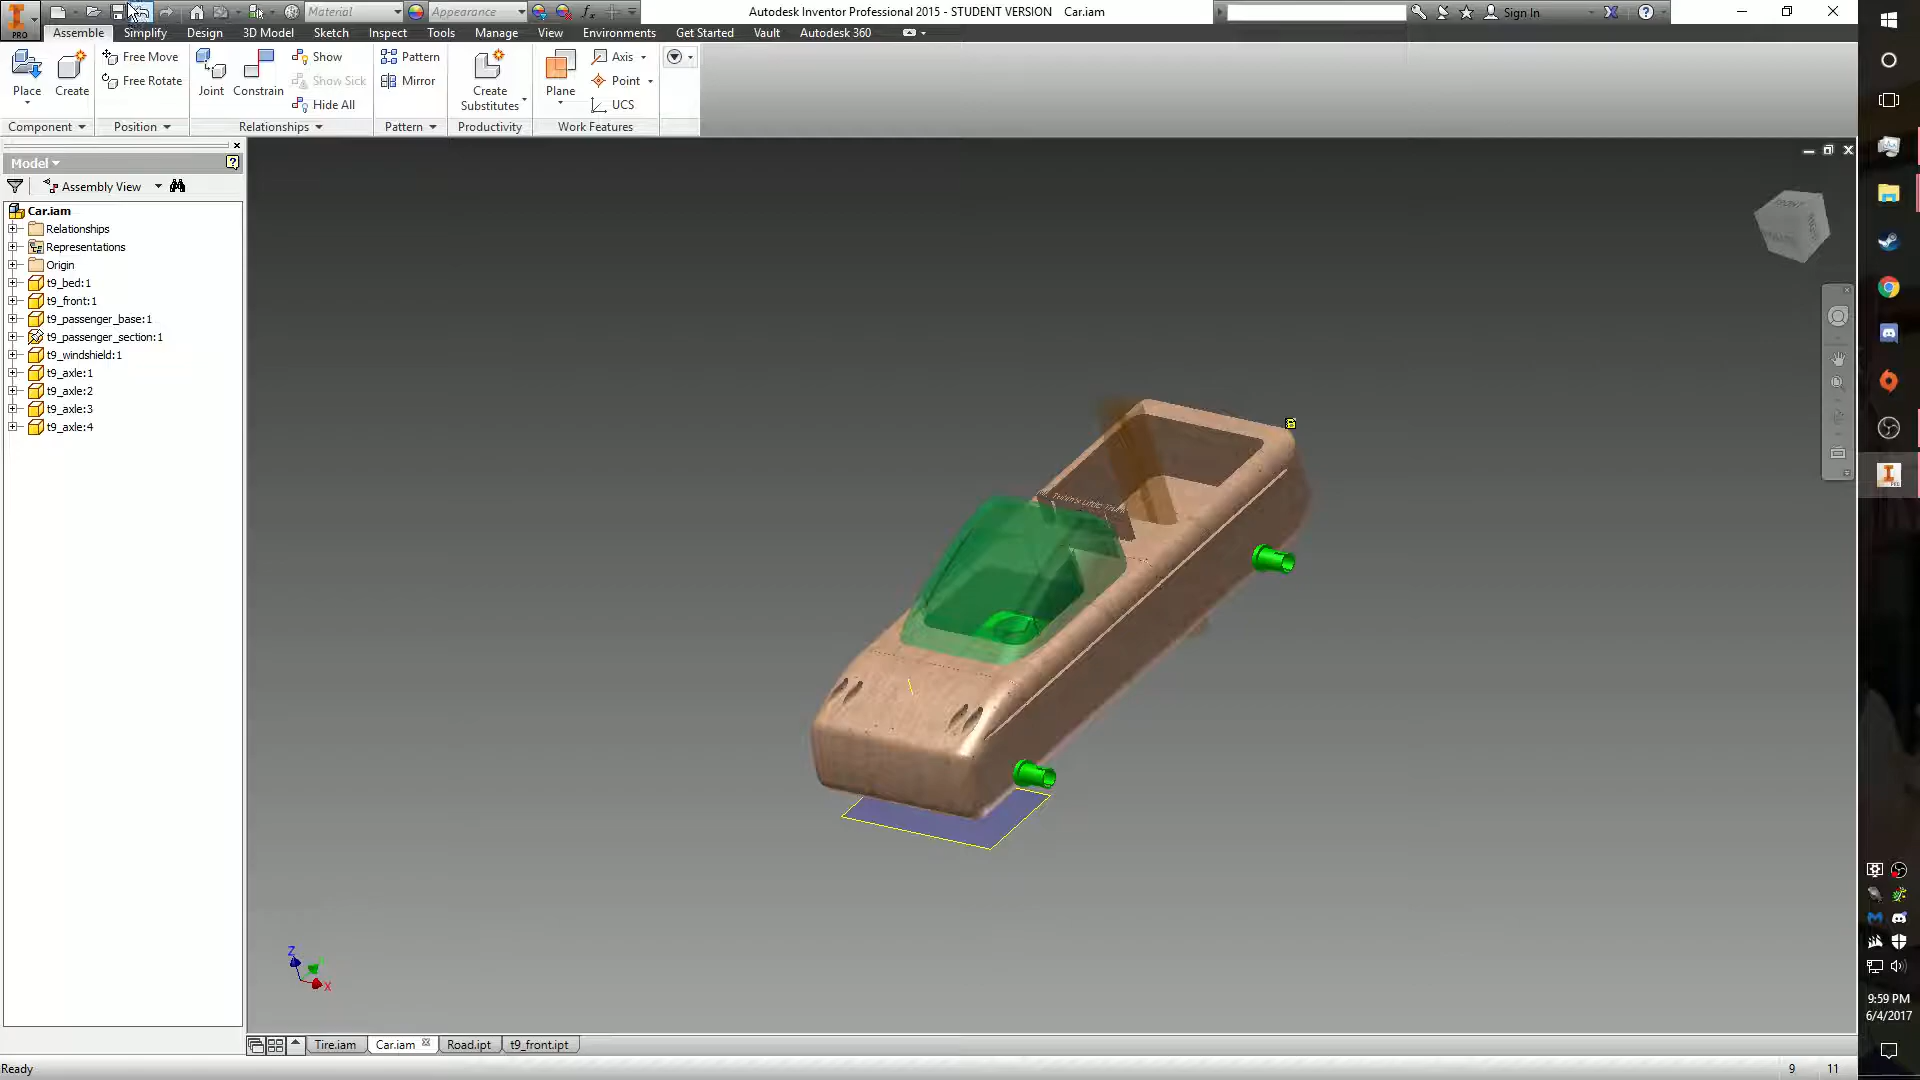 Material
Appearance
Autodesk Inventor Professional 2015 - STUDENT VERSION Car.iam
Sign In
PRO
Assemble
Simplify
Design
3D Model
Sketch
Inspect
Tools
Manage
View
Environments
Get Started
Vault
Autodesk 360
Place
Create
Free Move
Free Rotate
Joint
Constrain
Show
Show Sick
Hide All
Pattern
Mirror
Create
Substitutes
Plane
Axis
Point
UCS
Component
Position
Relationships
Pattern
Productivity
Work Features
Model
Assembly View
Car.iam
Relationships
Representations
Origin
t9_bed:1
t9_front:1
t9_passenger_base:1
t9_passenger_section:1
t9_windshield:1
t9_axle:1
t9_axle:2
t9_axle:3
t9_axle:4
FRONT
Z
X
Tire.iam
Car.iam
Road.ipt
t9_front.ipt
Ready
9
11
PRO
9:59 PM
6/4/2017